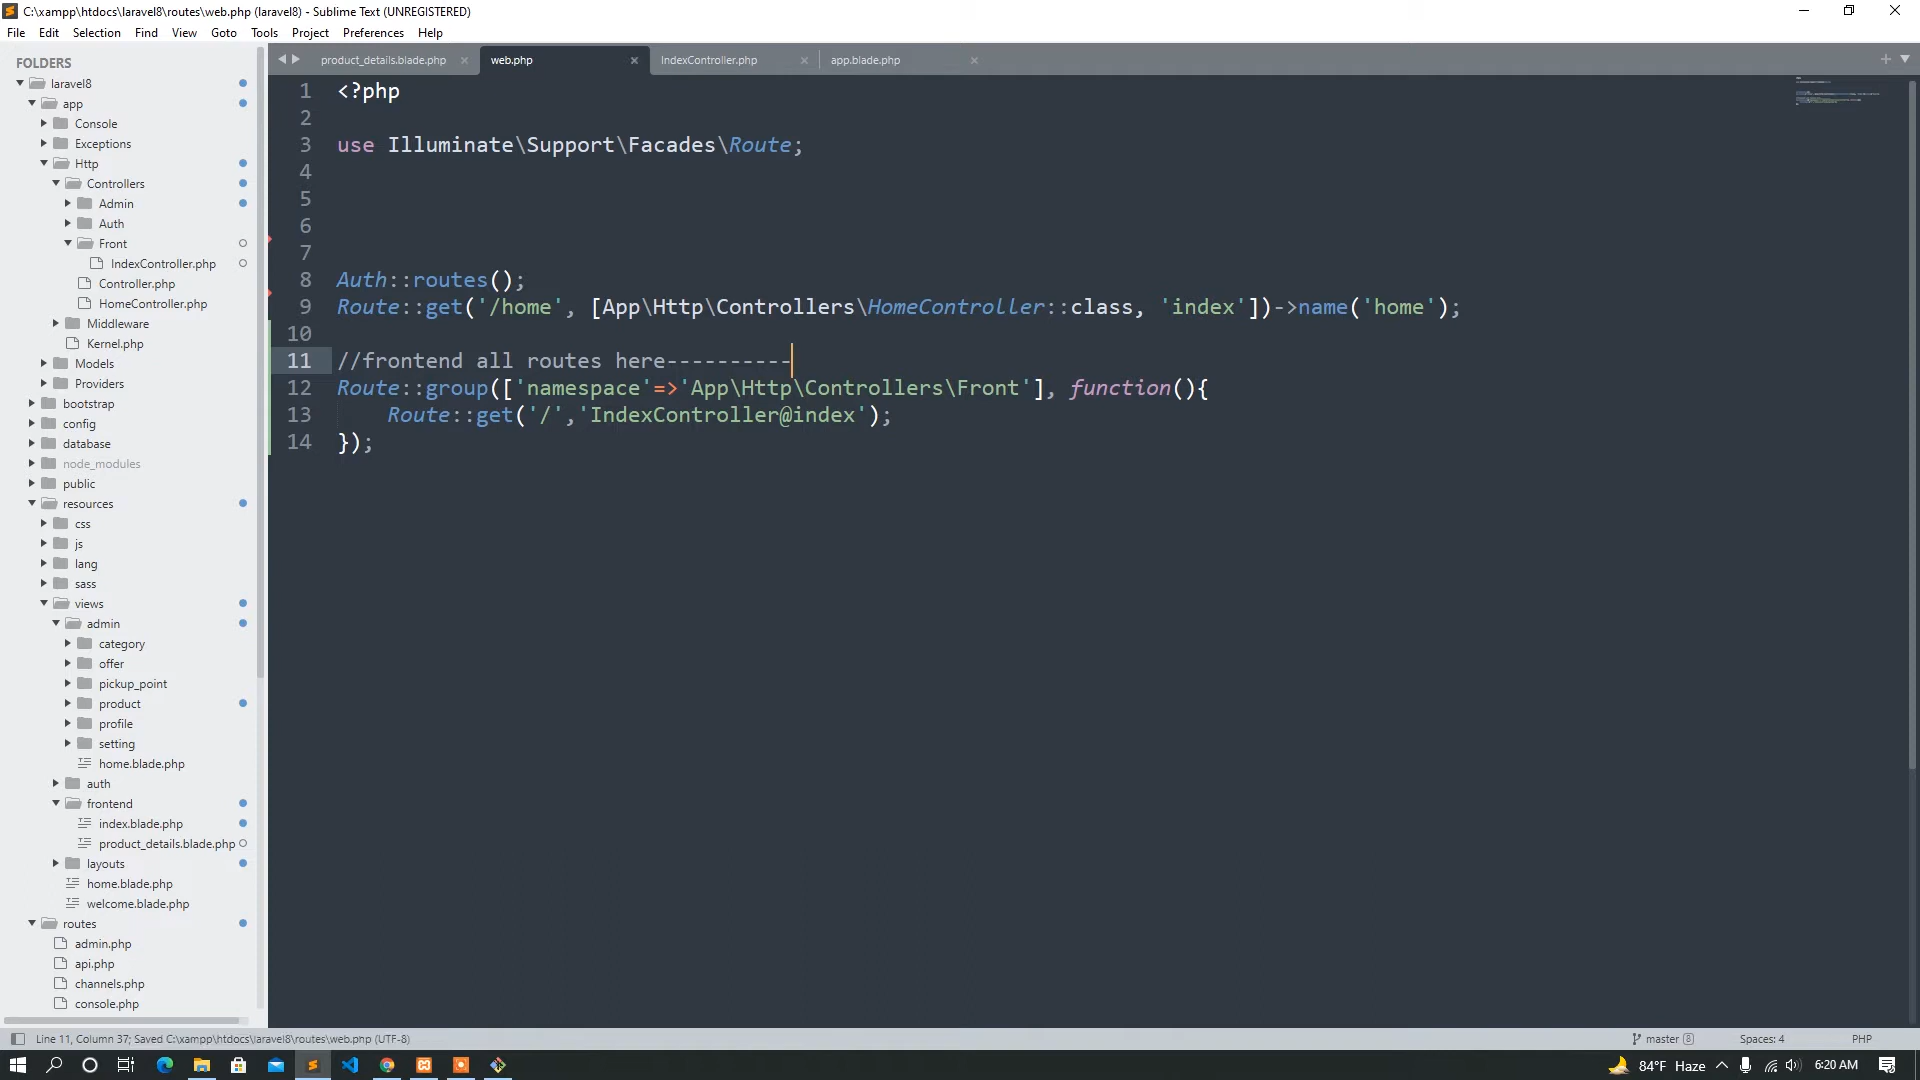 C:\xampp\htdocs\laravel8\routes\web.php (laravel8) - Sublime Text (UNREGISTERED)
File Edit Selection Find View Goto Tools Project Preferences Help
FOLDERS
laravel8
app
Console
Exceptions
Http
Controllers
Admin
Auth
Front
IndexController.php
Controller.php
HomeController.php
Middleware
Kernel.php
Models
Providers
bootstrap
config
database
node_modules
public
resources
css
js
lang
sass
views
admin
category
offer
pickup_point
product
profile
setting
home.blade.php
auth
frontend
index.blade.php
product_details.blade.php
layouts
home.blade.php
welcome.blade.php
routes
admin.php
api.php
channels.php
console.php
product_details.blade.php web.php IndexController.php app.blade.php
1 <?php
2
3 use Illuminate\Support\Facades\Route;
4
5
6
7
8 Auth::routes();
9 Route::get('/home', [App\Http\Controllers\HomeController::class, 'index'])->name('home');
10
11 //frontend all routes here----------
12 Route::group(['namespace'=>'App\Http\Controllers\Front'], function(){
13 Route::get('/','IndexController@index');
14 });
Line 11, Column 37; Saved C:\xampp\htdocs\laravel8\routes\web.php (UTF-8) master 8 Spaces: 4 PHP
84°F Haze 6:20 AM